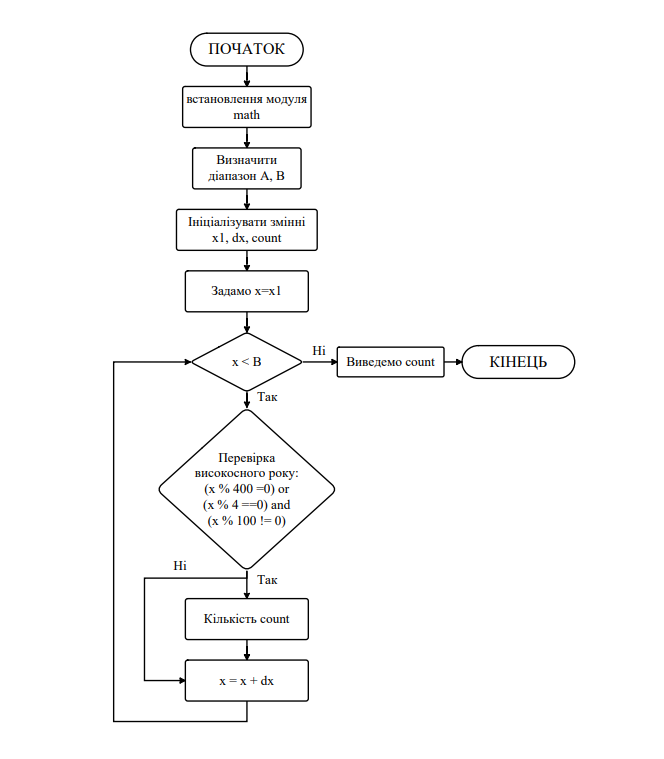 ПОЧАТОК
встановлення модуля
math
Визначити
діапазон A, B
Ініціалізувати змінні
x1, dx, count
Задамо x=x1
x < B
Ні
Виведемо count
КІНЕЦЬ
Так
Перевірка
високосного року:
(x % 400 =0) or
(x % 4 ==0) and
(x % 100 != 0)
Ні
Так
Кількість count
x = x + dx